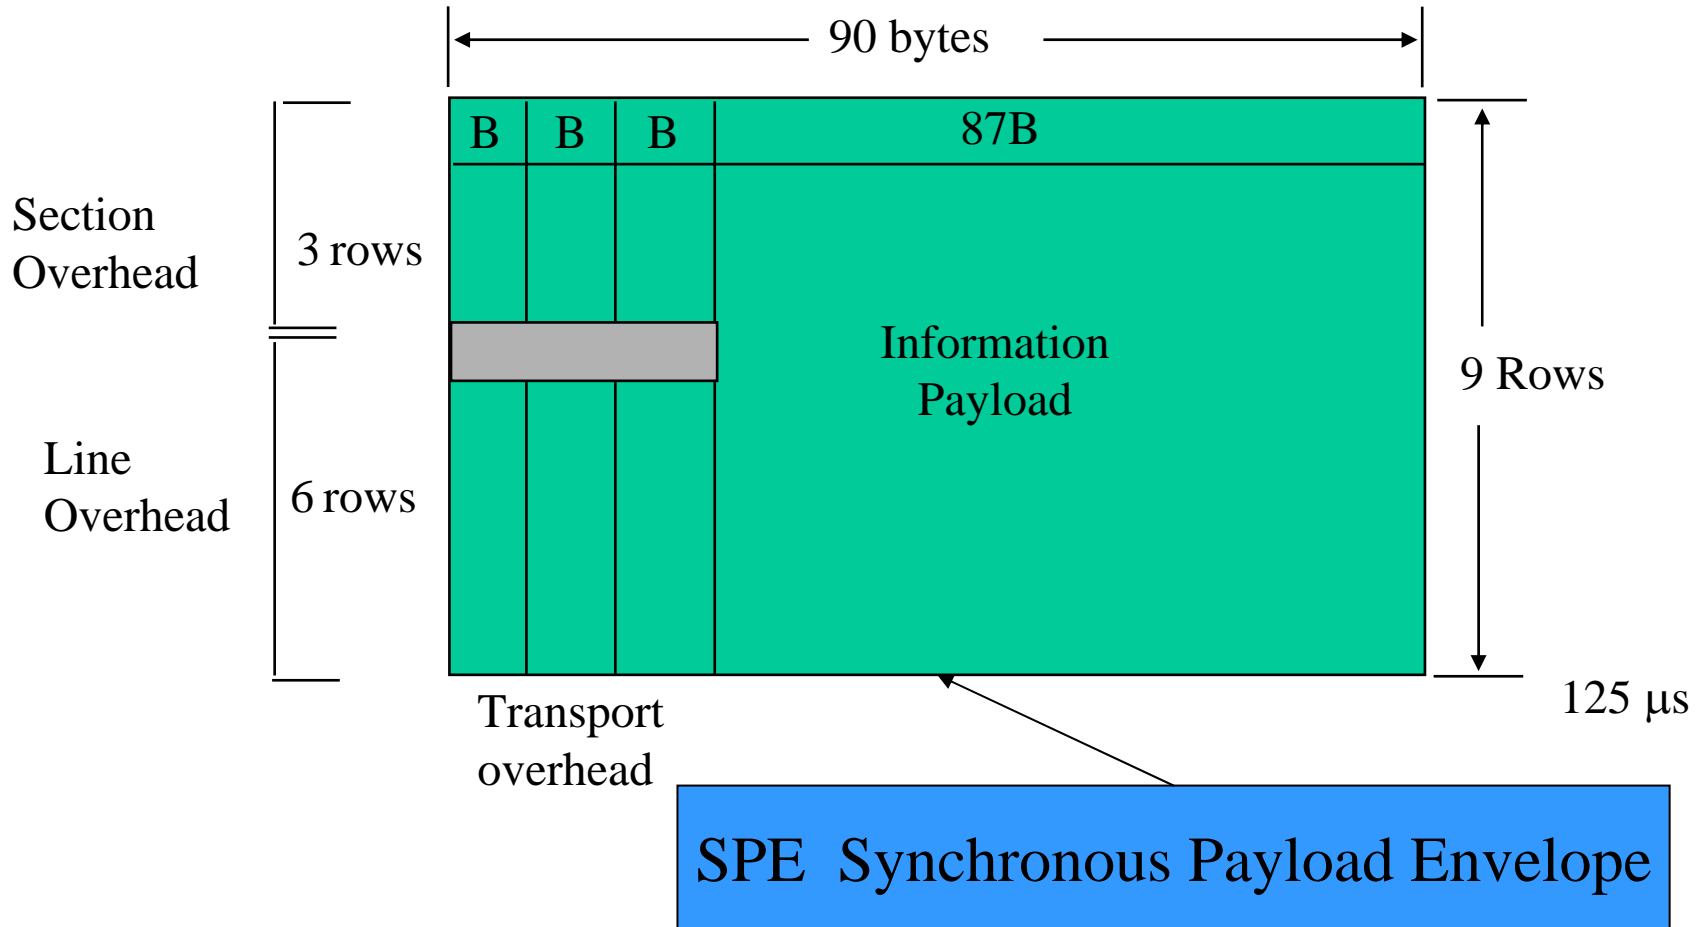 90 bytes
B B B 87B
Section
Overhead
3 rows
Information
Payload
9 Rows
Line
Overhead
6 rows
125 μs
Transport
overhead
SPE Synchronous Payload Envelope